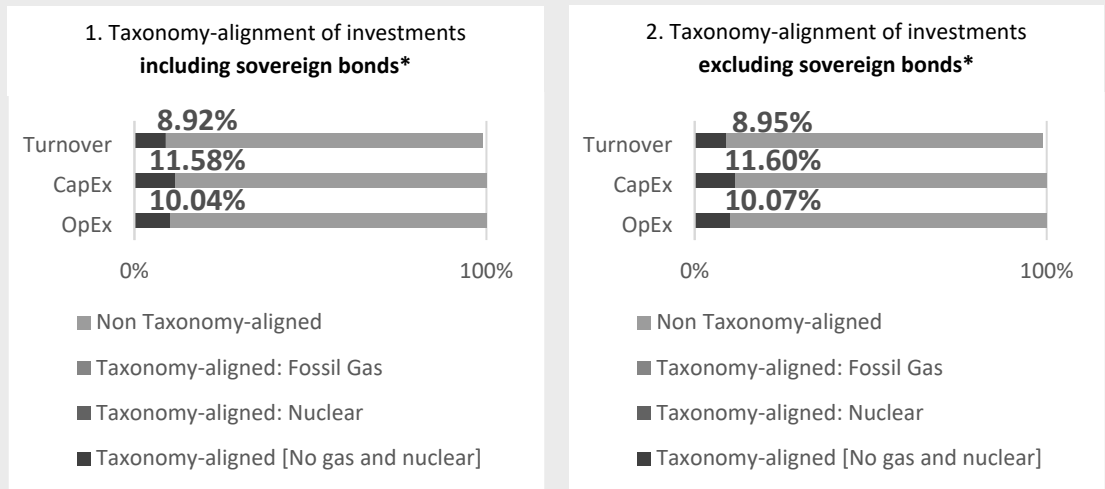 1. Taxonomy-alignment of investments
including sovereign bonds*
8.92%
Turnover
11.58%
CapEx
10.04%
OpEx
0%
100%
Non Taxonomy-aligned
Taxonomy-aligned: Fossil Gas
Taxonomy-aligned: Nuclear
Taxonomy-aligned [No gas and nuclear]
2. Taxonomy-alignment of investments
excluding sovereign bonds*
8.95%
Turnover
11.60%
CapEx
10.07%
OpEx
0%
100%
Non Taxonomy-aligned
Taxonomy-aligned: Fossil Gas
Taxonomy-aligned: Nuclear
Taxonomy-aligned [No gas and nuclear]